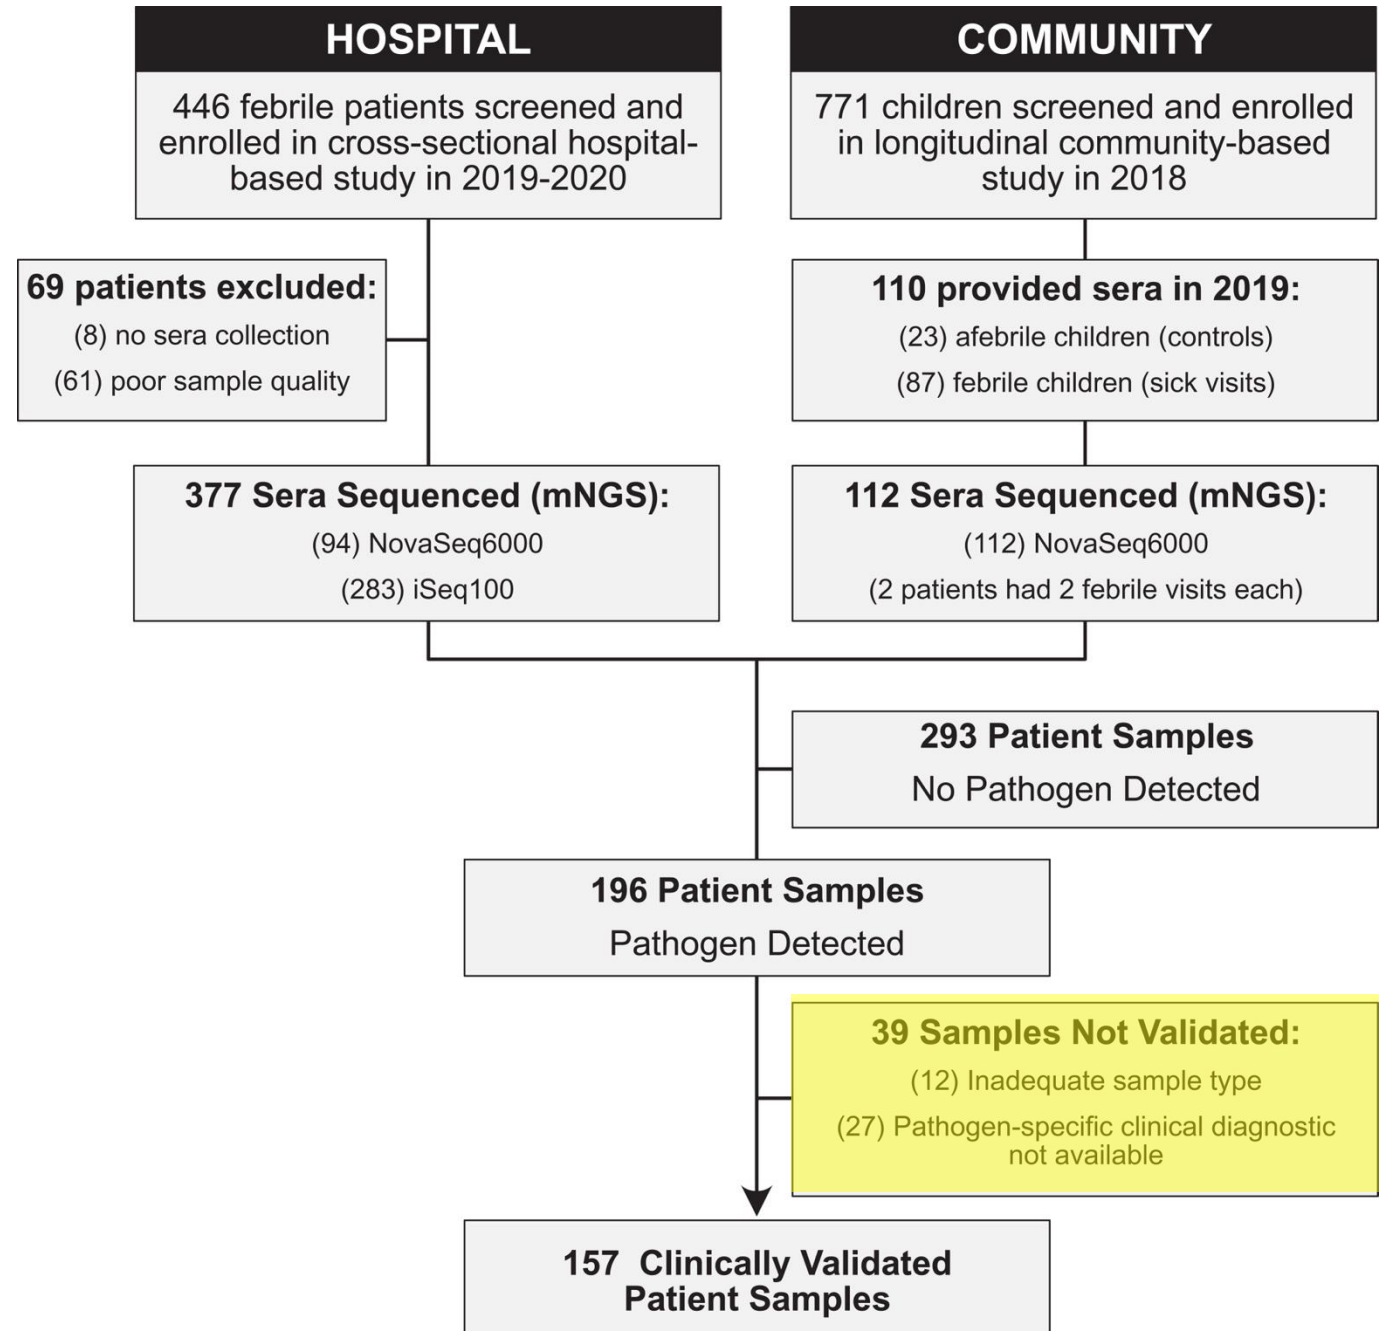 HOSPITAL
446 febrile patients screened and
enrolled in cross-sectional hospital-
based study in 2019-2020
COMMUNITY
771 children screened and enrolled
in longitudinal community-based
study in 2018
69 patients excluded:
(8) no sera collection
(61) poor sample quality
110 provided sera in 2019:
(23) afebrile children (controls)
(87) febrile children (sick visits)
377 Sera Sequenced (mNGS):
(94) NovaSeq6000
(283) iSeq100
112 Sera Sequenced (mNGS):
(112) NovaSeq6000
(2 patients had 2 febrile visits each)
293 Patient Samples
No Pathogen Detected
196 Patient Samples
Pathogen Detected
39 Samples Not Validated:
(12) Inadequate sample type
(27) Pathogen-specific clinical diagnostic
not available
157 Clinically Validated
Patient Samples